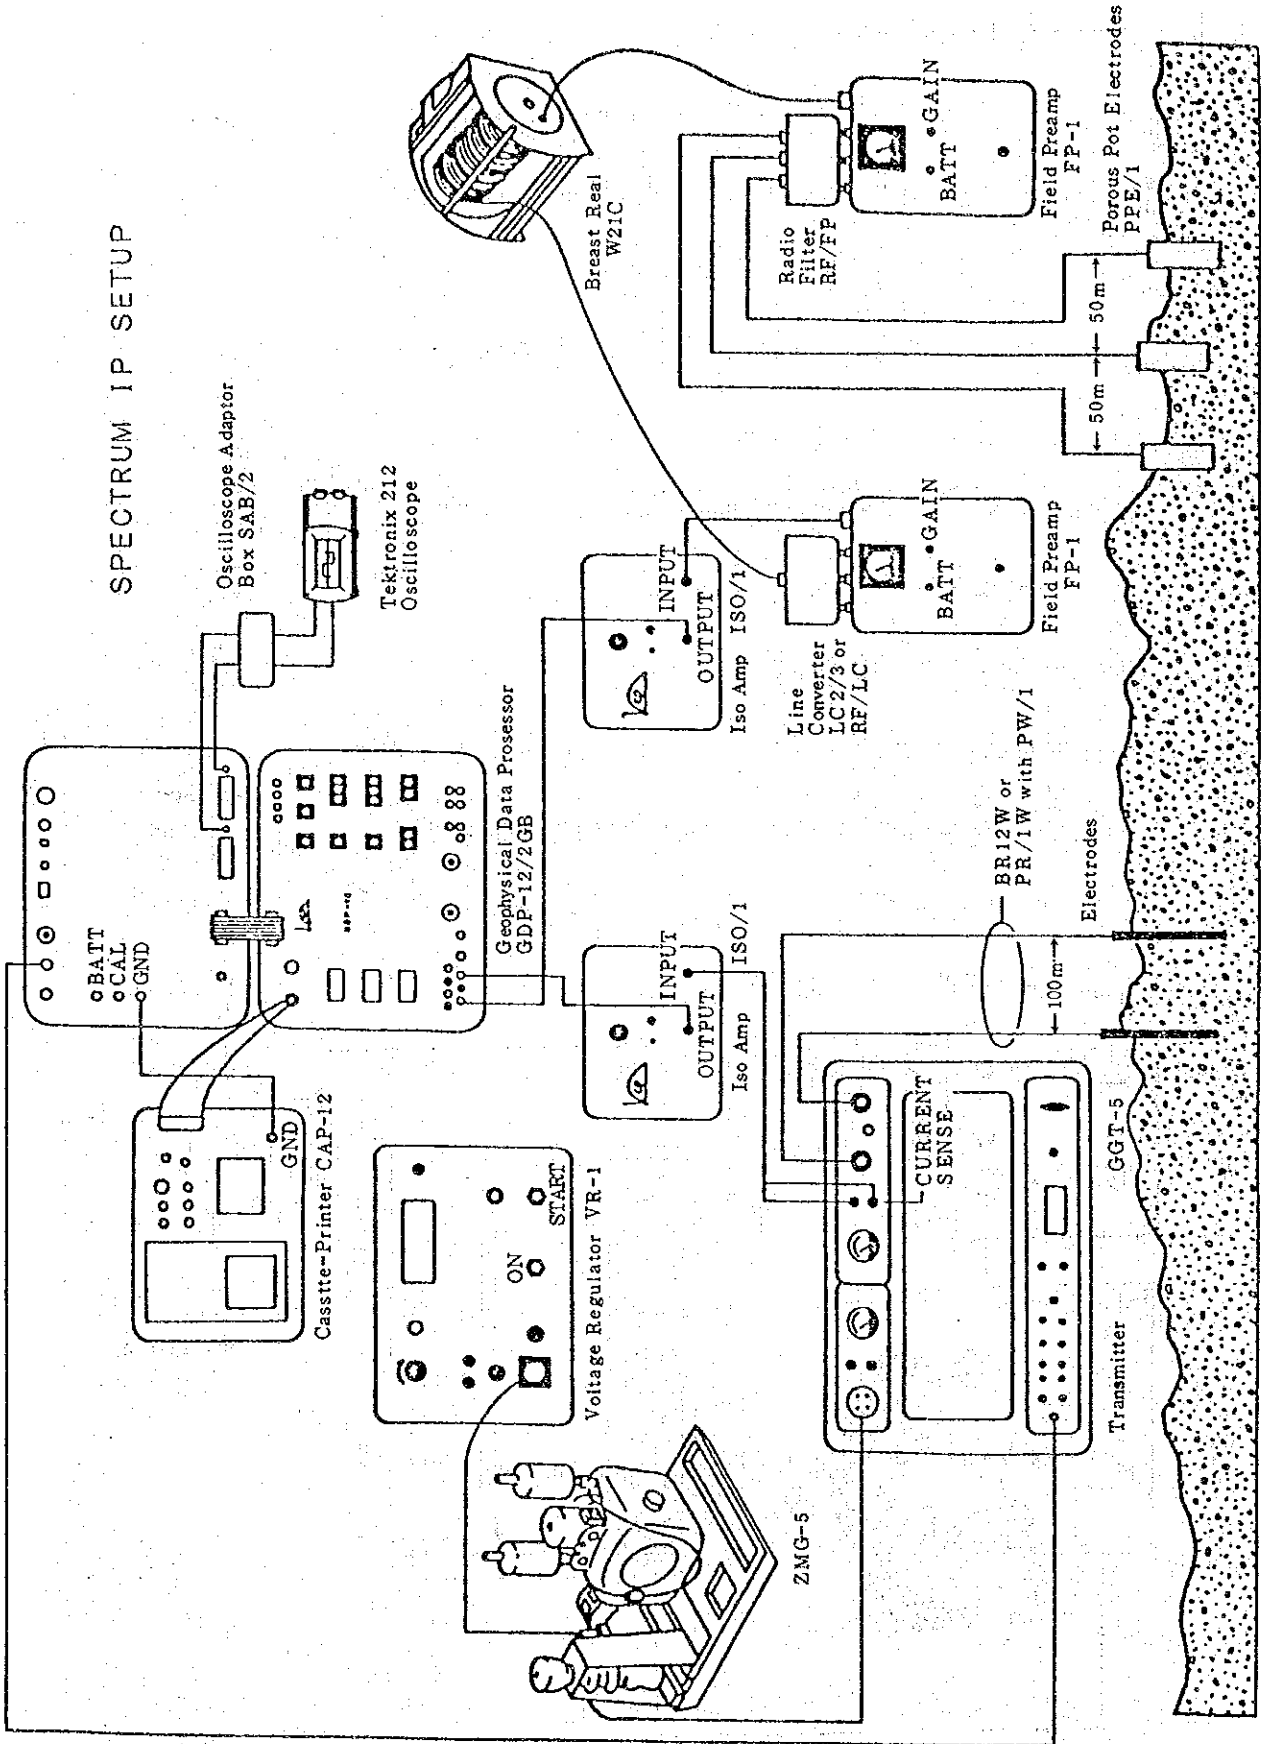 SPECTRUM IP SETUP
BATT
CAL
GND
Oscilloscope Adaptor
Box SAB/2
Tektronix 212
Oscilloscope
Geophysical Data Prosessor
GDP-12/2GB
GND
Casstte-Printer CAP-12
ON
START
Voltage Regulator VR-1
ZMG-5
OUTPUT
INPUT
Iso Amp ISO/1
OUTPUT
INPUT
Iso Amp ISO/1
Breast Real
W21C
Line
Converter
LC2/3 or
RF/LC
BATT
GAIN
Field Preamp
FP-1
Radio
Filter
RF/FP
BATT
GAIN
Field Preamp
FP-1
CURRENT
SENSE
Transmitter
GGT-5
BR12W or
PR/1W with PW/1
100m
Electrodes
50m
50m
Porous Pot Electrodes
PPE/1